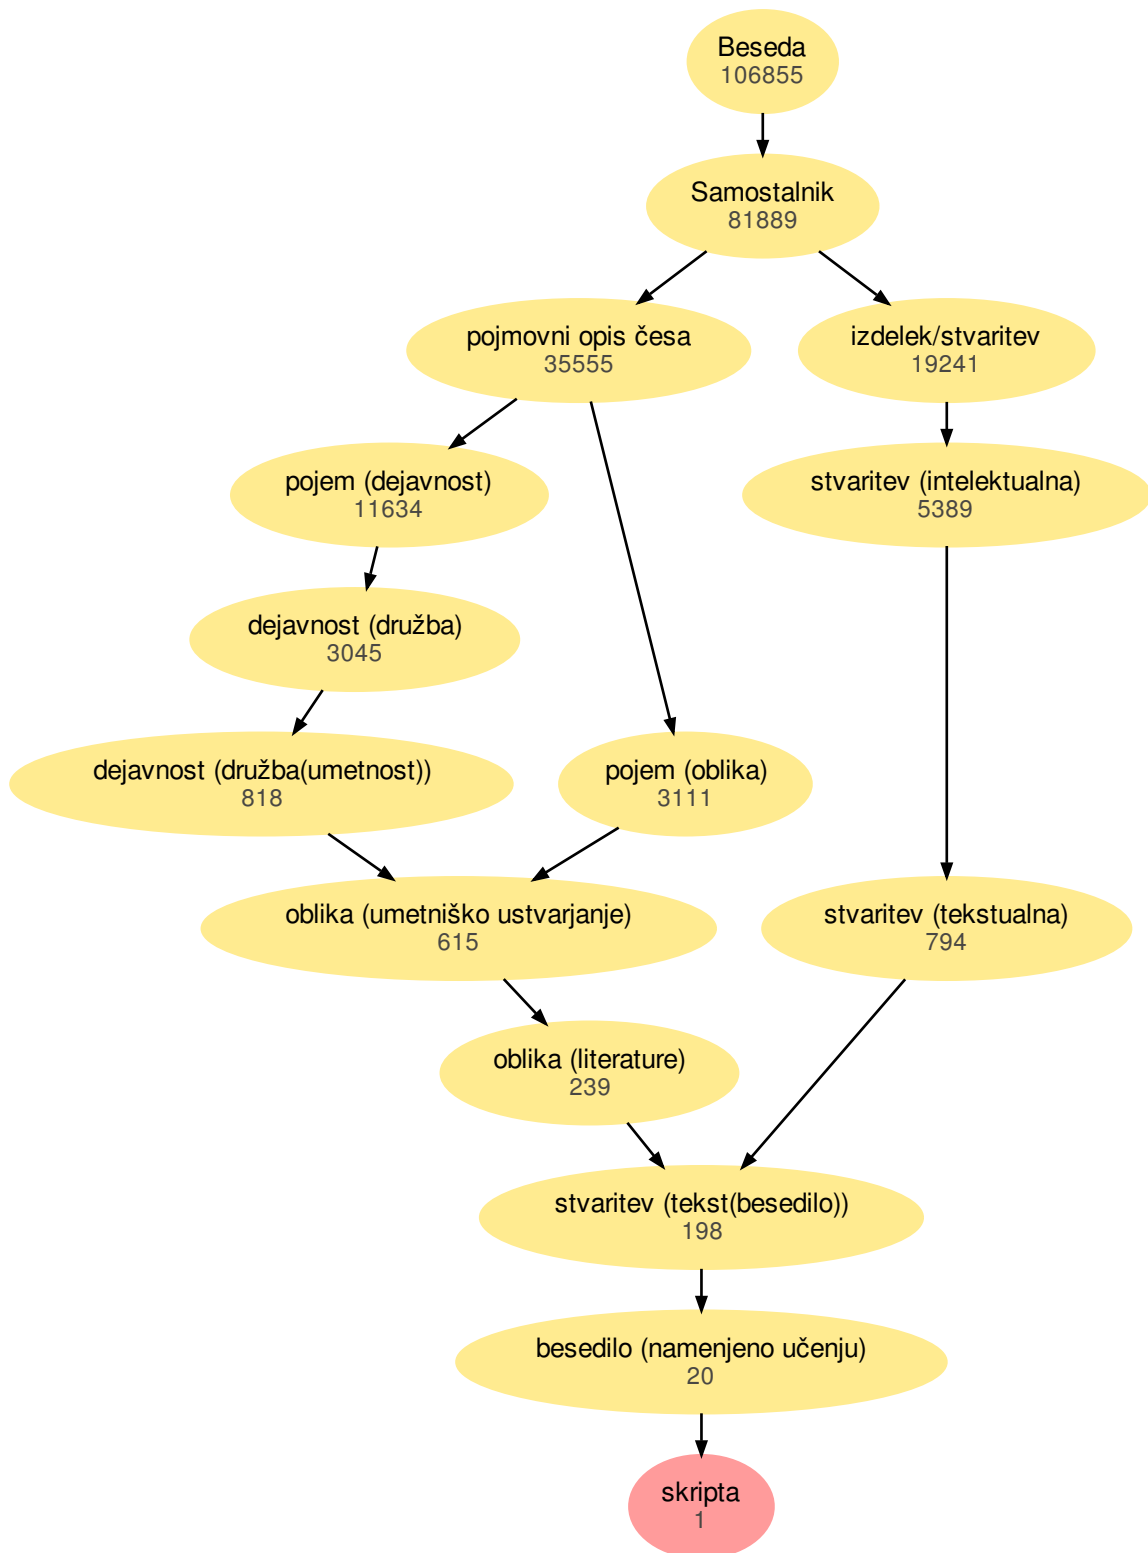 Beseda
106855
Samostalnik
81889
pojmovni opis česa
35555
izdelek/stvaritev
19241
pojem (dejavnost)
11634
stvaritev (intelektualna)
5389
dejavnost (družba)
3045
dejavnost (družba(umetnost))
818
pojem (oblika)
3111
oblika (umetniško ustvarjanje)
615
stvaritev (tekstualna)
794
oblika (literature)
239
stvaritev (tekst(besedilo))
198
besedilo (namenjeno učenju)
20
skripta
1